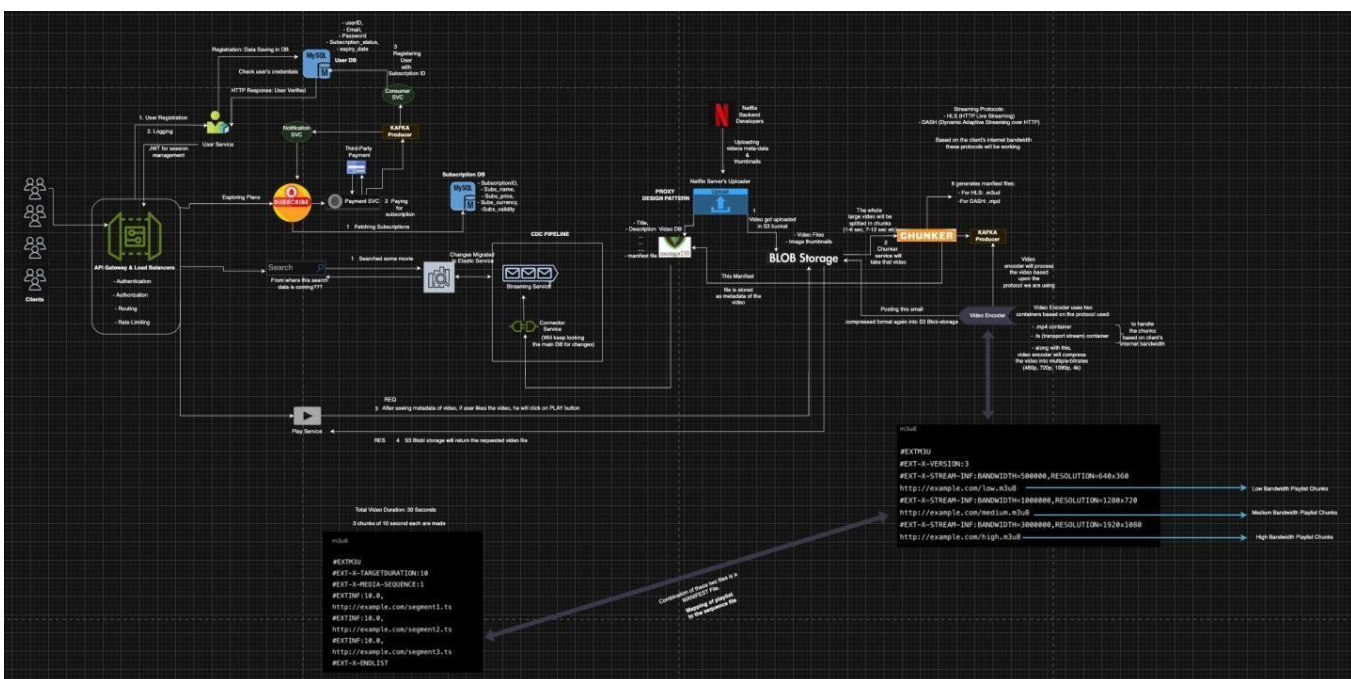 - userID,
- Email,
- Password
- Subscription_status,
- expiry_date
Registration: Data Saving in DB
MySQL
User DB
3
Registering
User
with
Subscription ID
Check user's credentials
HTTP Response: User Verified
Consumer
SVC
1. User Registration
2. Logging
User Service
JWT for session
management
Notification
SVC
KAFKA
Producer
Third-Party
Payment
Clients
Exploring Plans
SUBSCRIBE
Payment SVC
2 Paying
for
subscription
Subscription DB
MySQL
- SubscriptionID,
- Subs_name,
- Subs_price,
- Subs_currency,
- Subs_validity
1 Fetching Subscriptions
API Gateway & Load Balancers
- Authentication
- Authorization
- Routing
- Rate Limiting
Search
From where this search
data is coming???
1 Searched some movie
CDC PIPELINE
Changes Migrated
to Elastic Service
Streaming Service
Connector
Service
(Will keep looking
the main DB for changes)
N
Netflix
Backend
Developers
Uploading
videos meta-data
&
thumbnails
Netflix Server's Uploader
PROXY
DESIGN PATTERN
Upload
- Title,
- Description
Video DB
- manifest file
mongoDB
1
Video got uploaded
in S3 bucket
- Video Files
- Image thumbnails
BLOB Storage
This Manifest
file is stored
as metadata of the
video
The whole
large video will be
splitted in chunks
(1-6 sec, 7-12 sec etc)
2
Chunker
service will
take that video
CHUNKER
KAFKA
Producer
Streaming Protocols:
- HLS (HTTP Live Streaming)
- DASH (Dynamic Adaptive Streaming over HTTP)
Based on the client's internet bandwidth
these protocols will be working.
It generates manifest files:
- For HLS: .m3ud
- For DASH: .mpd
Video
encoder will
process the
video based
upon the
protocol we are
using
Posting this small
compressed format again into S3 Blob-storage
Video Encoder
Video Encoder uses two
containers based on the protocol used:
- .mp4 container
- .ts (transport stream) container
- along with this,
video encoder will compress
the video into multiple-bitrates
(480p, 720p, 1080p, 4k)
to handle
the chunks
based on client's
internet bandwidth
REQ
3 After seeing metadata of video, if user likes the video, he will click on PLAY button
Play Service
RES 4 S3 Blobl storage will return the requested video file
m3u8
#EXTM3U
#EXT-X-VERSION:3
#EXT-X-STREAM-INF:BANDWIDTH=500000,RESOLUTION=640x360
http://example.com/low.m3u8
#EXT-X-STREAM-INF:BANDWIDTH=1000000,RESOLUTION=1280x720
http://example.com/medium.m3u8
#EXT-X-STREAM-INF:BANDWIDTH=3000000,RESOLUTION=1920x1080
http://example.com/high.m3u8
Low Bandwidth Playlist Chunks
Medium Bandwidth Playlist Chunks
High Bandwidth Playlist Chunks
Total Video Duration: 30 Seconds
3 chunks of 10 second each are made
m3u8
#EXTM3U
#EXT-X-TARGETDURATION:10
#EXT-X-MEDIA-SEQUENCE:1
#EXTINF:10.0,
http://example.com/segment1.ts
#EXTINF:10.0,
http://example.com/segment2.ts
#EXTINF:10.0,
http://example.com/segment3.ts
#EXT-X-ENDLIST
Combination of these two files is a
MANIFEST File
Mapping of playlist
to the sequence file